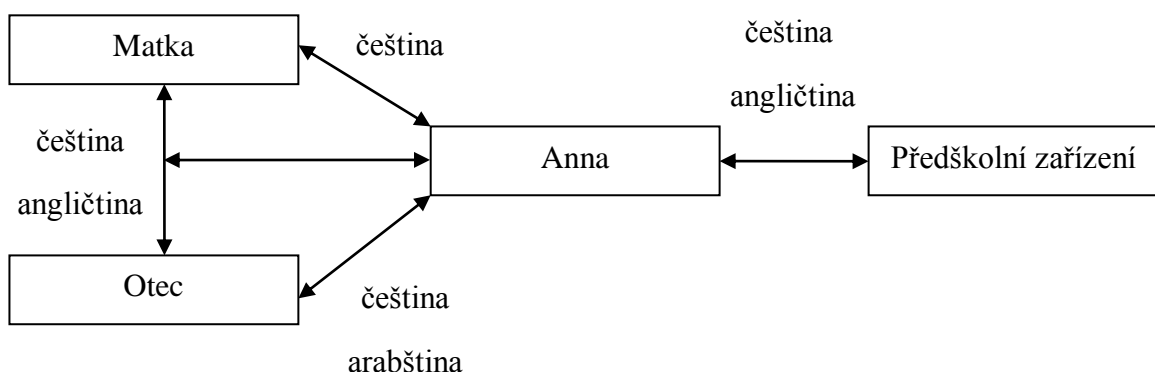 Matka
čeština
čeština
angličtina
čeština
angličtina
Anna
Předškolní zařízení
Otec
čeština
arabština